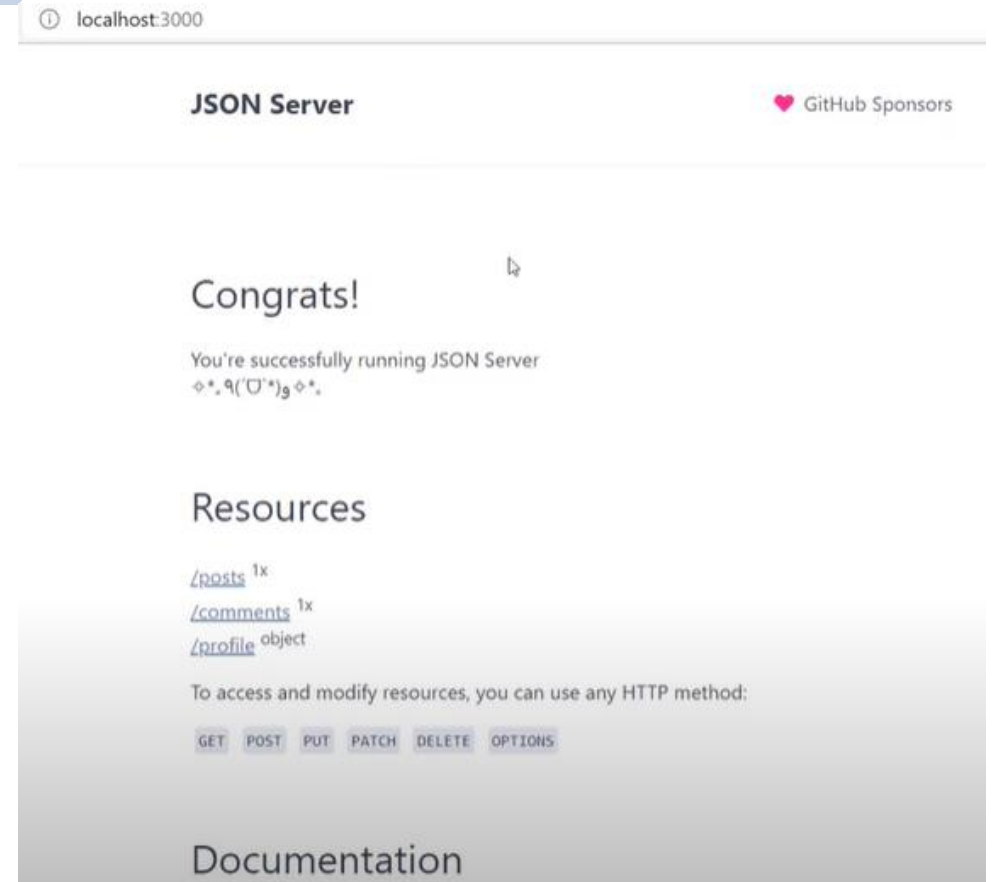 localhost:3000
JSON Server
GitHub Sponsors
Congrats!
You're successfully running JSON Server
✧*。٩(ˊᗜˋ*)و✧*。
Resources
/posts 1x
/comments 1x
/profile object
To access and modify resources, you can use any HTTP method:
GET POST PUT PATCH DELETE OPTIONS
Documentation